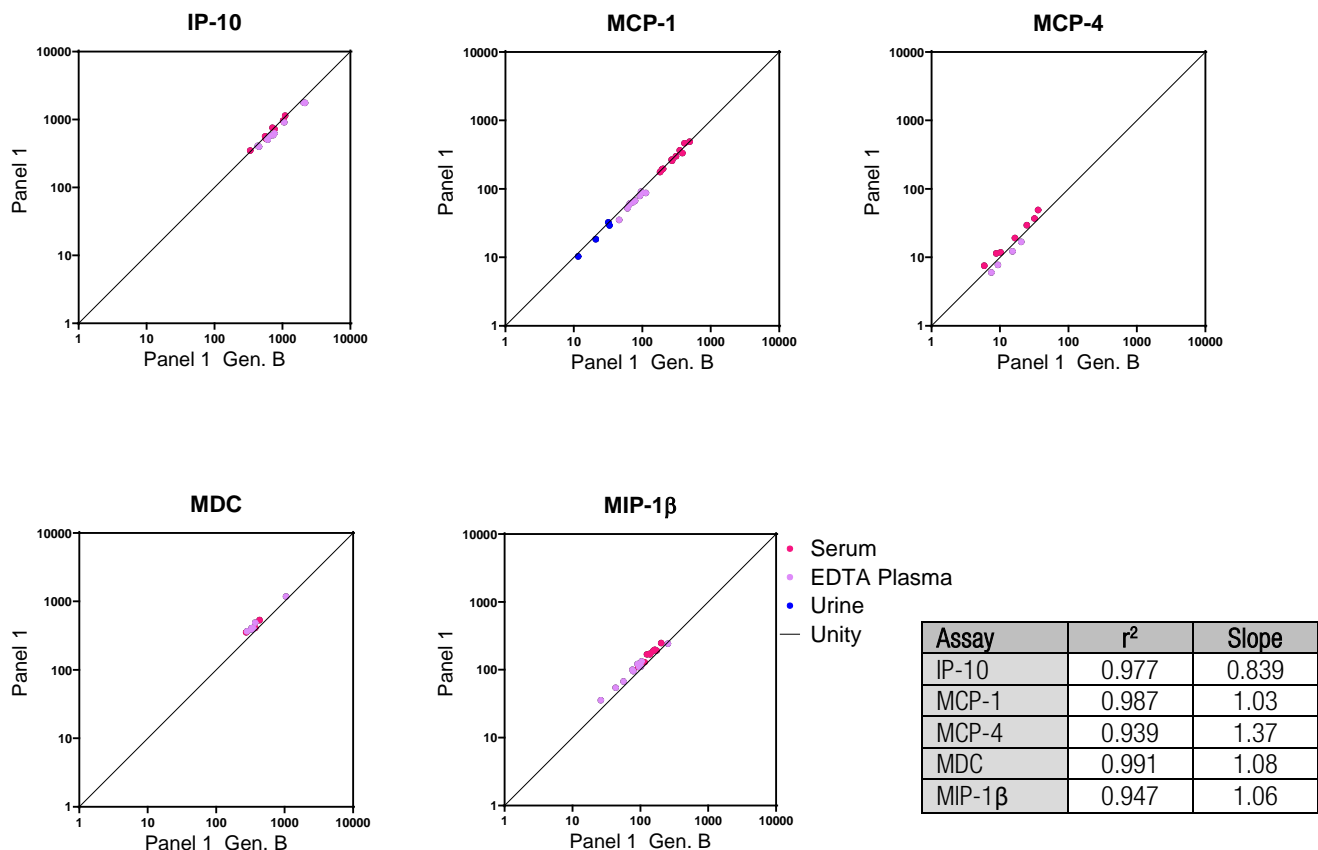 IP-10
10000
1000
100
10
1
1
10
100
1000
10000
Panel 1
Panel 1 Gen. B
MCP-1
10000
1000
100
10
1
1
10
100
1000
10000
Panel 1
Panel 1 Gen. B
MCP-4
10000
1000
100
10
1
1
10
100
1000
10000
Panel 1
Panel 1 Gen. B
MDC
10000
1000
100
10
1
1
10
100
1000
10000
Panel 1
Panel 1 Gen. B
MIP-1β
10000
1000
100
10
1
1
10
100
1000
10000
Panel 1
Panel 1 Gen. B
Serum
EDTA Plasma
Urine
Unity
Assay r² Slope
IP-10 0.977 0.839
MCP-1 0.987 1.03
MCP-4 0.939 1.37
MDC 0.991 1.08
MIP-1β 0.947 1.06